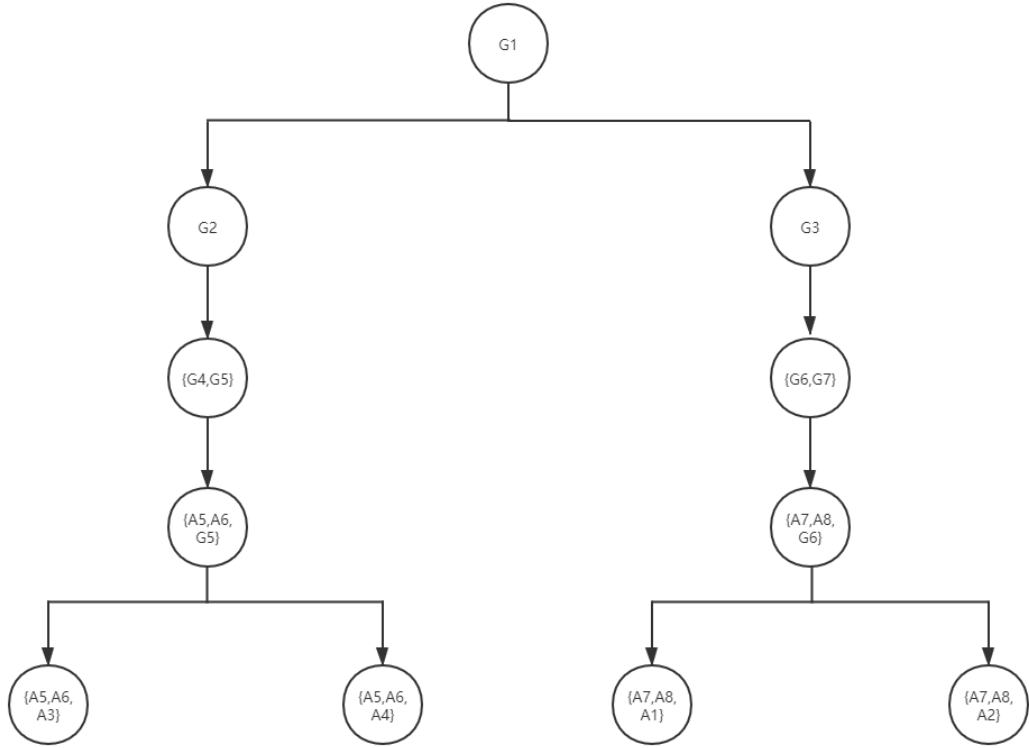 G1
G2
G3
{G4,G5}
{G6,G7}
{A5,A6,
G5}
{A7,A8,
G6}
{A5,A6,
A3}
{A5,A6,
A4}
{A7,A8,
A1}
{A7,A8,
A2}